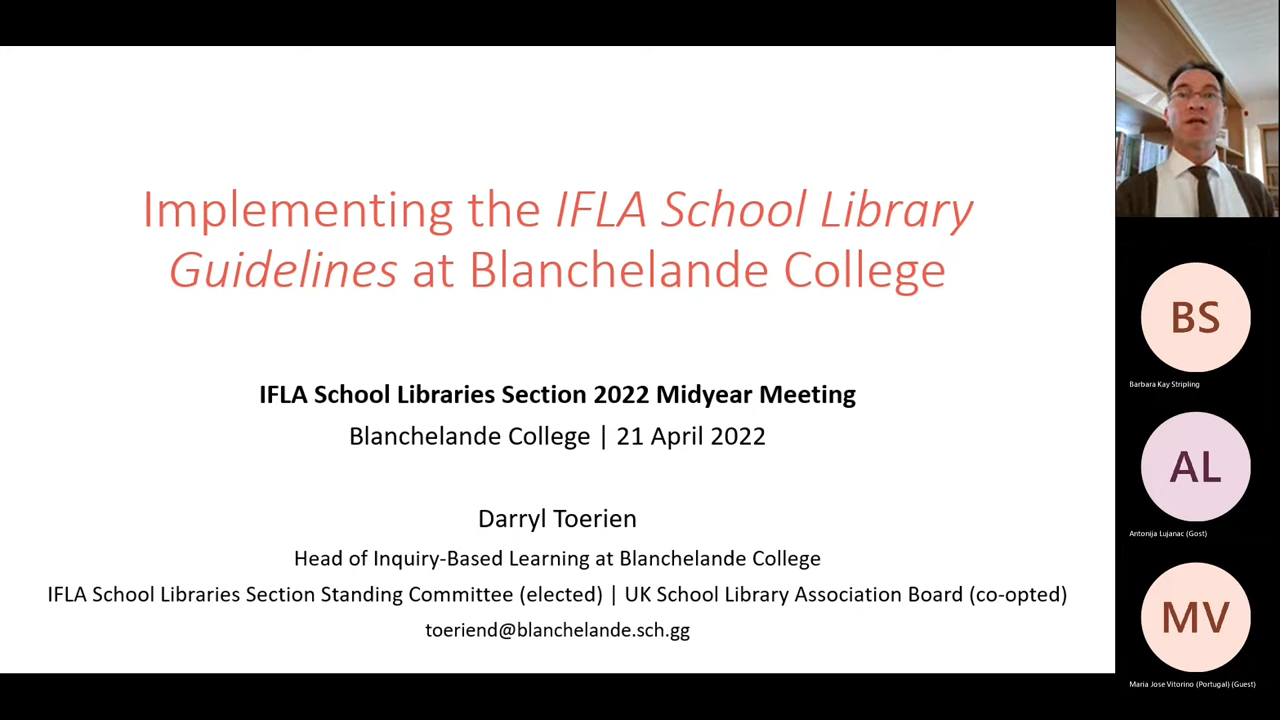 Implementing the IFLA School Library
Guidelines at Blanchelande College
IFLA School Libraries Section 2022 Midyear Meeting
Blanchelande College | 21 April 2022
Darryl Toerien
Head of Inquiry-Based Learning at Blanchelande College
IFLA School Libraries Section Standing Committee (elected) | UK School Library Association Board (co-opted)
toeriend@blanchelande.sch.gg
BS
Barbara Kay Stripling
AL
Antonija Lujanac (Gost)
MV
Maria Jose Vitorino (Portugal) (Guest)